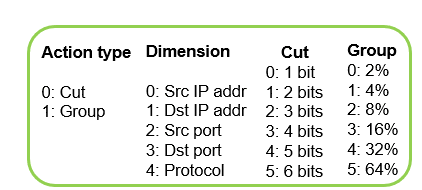 Action type Dimension Cut Group
0: 1 bit 0: 2%
0: Cut 0: Src IP addr 1: 2 bits 1: 4%
1: Group 1: Dst IP addr 2: 3 bits 2: 8%
2: Src port 3: 4 bits 3: 16%
3: Dst port 4: 5 bits 4: 32%
4: Protocol 5: 6 bits 5: 64%